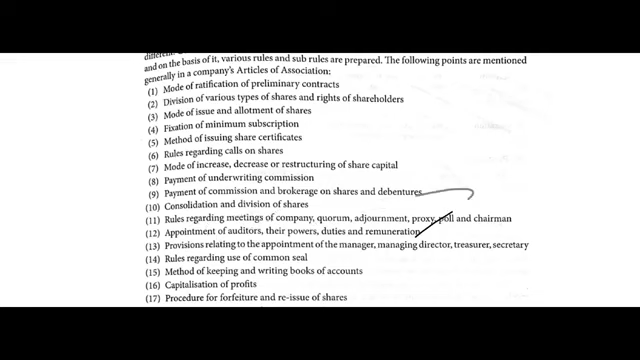 different.
and on the basis of it, various rules and sub rules are prepared. The following points are mentioned
generally in a company's Articles of Association:
(1) Mode of ratification of preliminary contracts
(2) Division of various types of shares and rights of shareholders
(3) Mode of issue and allotment of shares
(4) Fixation of minimum subscription
(5) Method of issuing share certificates
(6) Rules regarding calls on shares
(7) Mode of increase, decrease or restructuring of share capital
(8) Payment of underwriting commission
(9) Payment of commission and brokerage on shares and debentures
(10) Consolidation and division of shares
(11) Rules regarding meetings of company, quorum, adjournment, proxy, poll and chairman
(12) Appointment of auditors, their powers, duties and remuneration
(13) Provisions relating to the appointment of the manager, managing director, treasurer, secretary
(14) Rules regarding use of common seal
(15) Method of keeping and writing books of accounts
(16) Capitalisation of profits
(17) Procedure for forfeiture and re-issue of shares